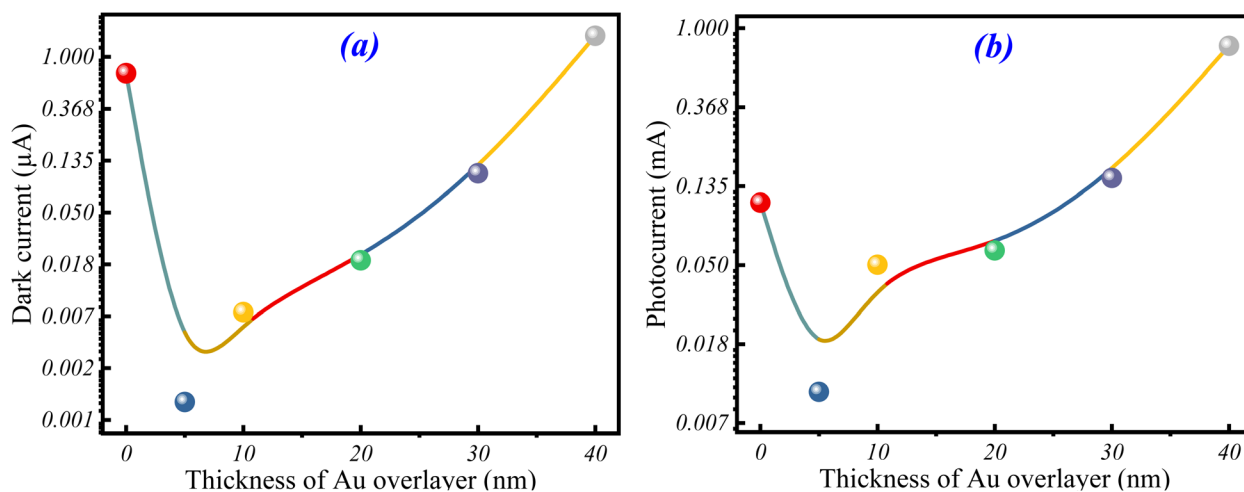 (a)
Dark current (μA)
1.000
0.368
0.135
0.050
0.018
0.007
0.002
0.001
0 10 20 30 40
Thickness of Au overlayer (nm)
(b)
Photocurrent (mA)
1.000
0.368
0.135
0.050
0.018
0.007
0 10 20 30 40
Thickness of Au overlayer (nm)